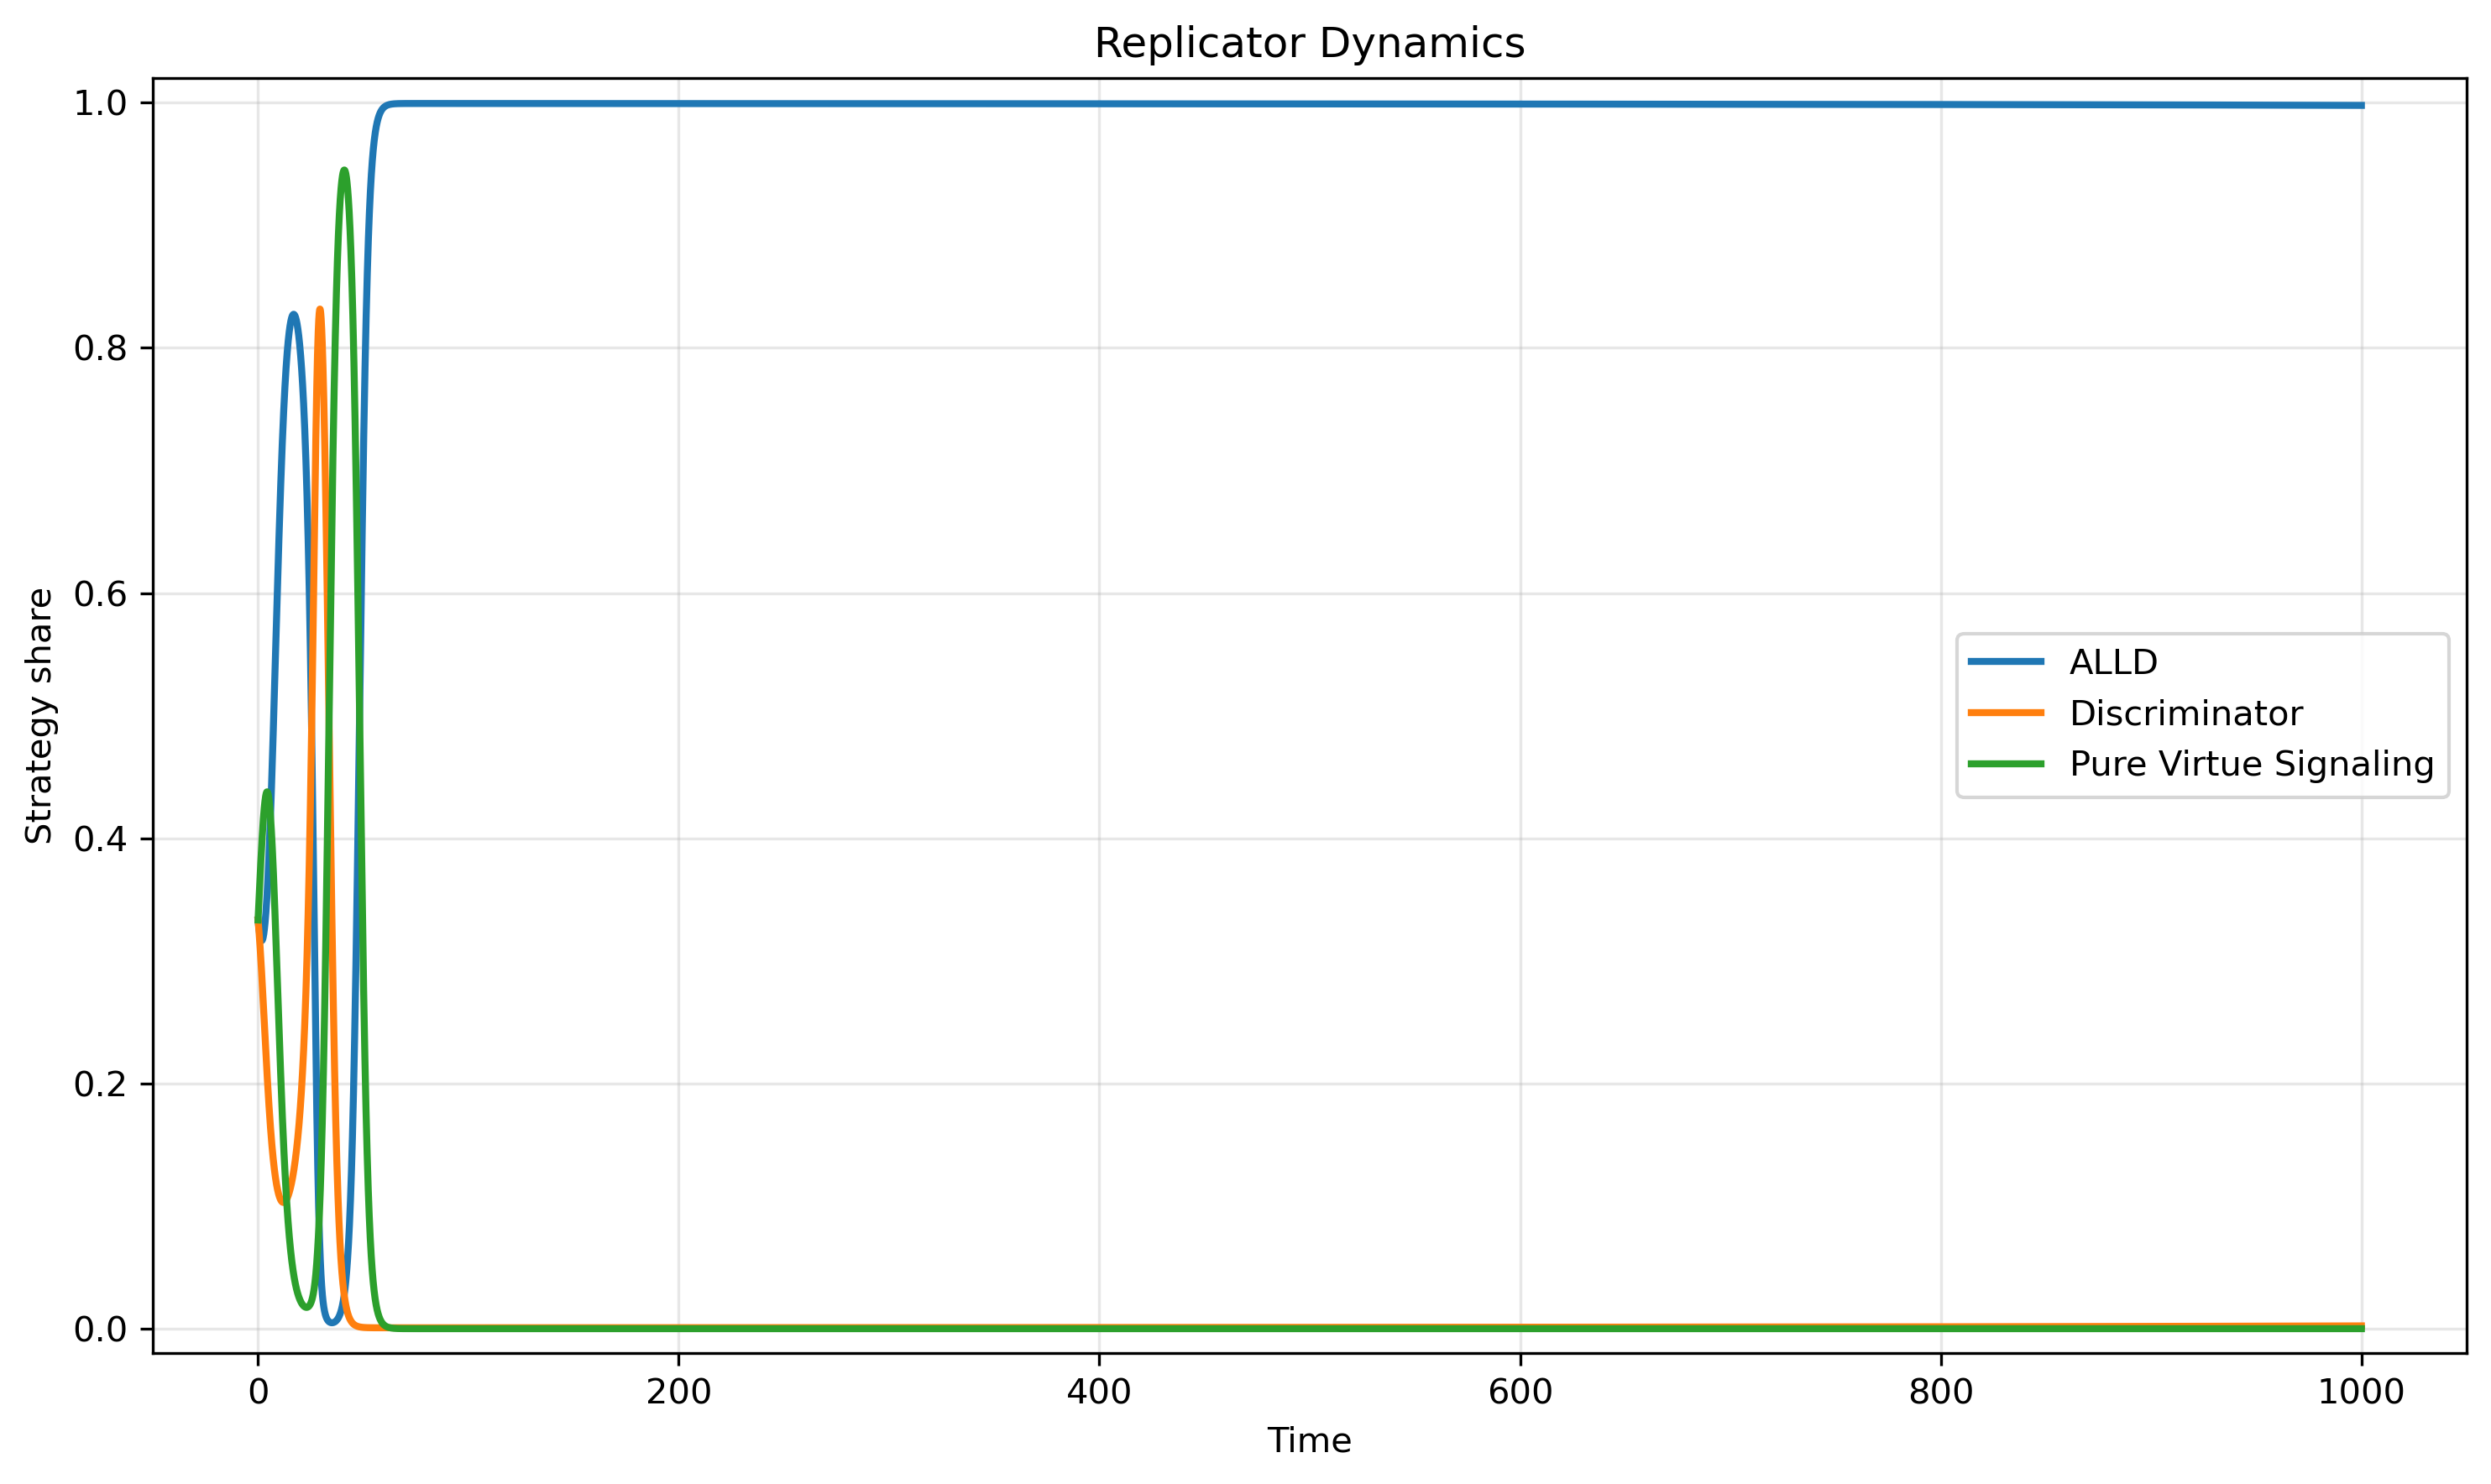 Replicator Dynamics
1.0
0.8
0.6
0.4
0.2
0.0
Strategy share
ALLD
Discriminator
Pure Virtue Signaling
0 200 400 600 800 1000
Time